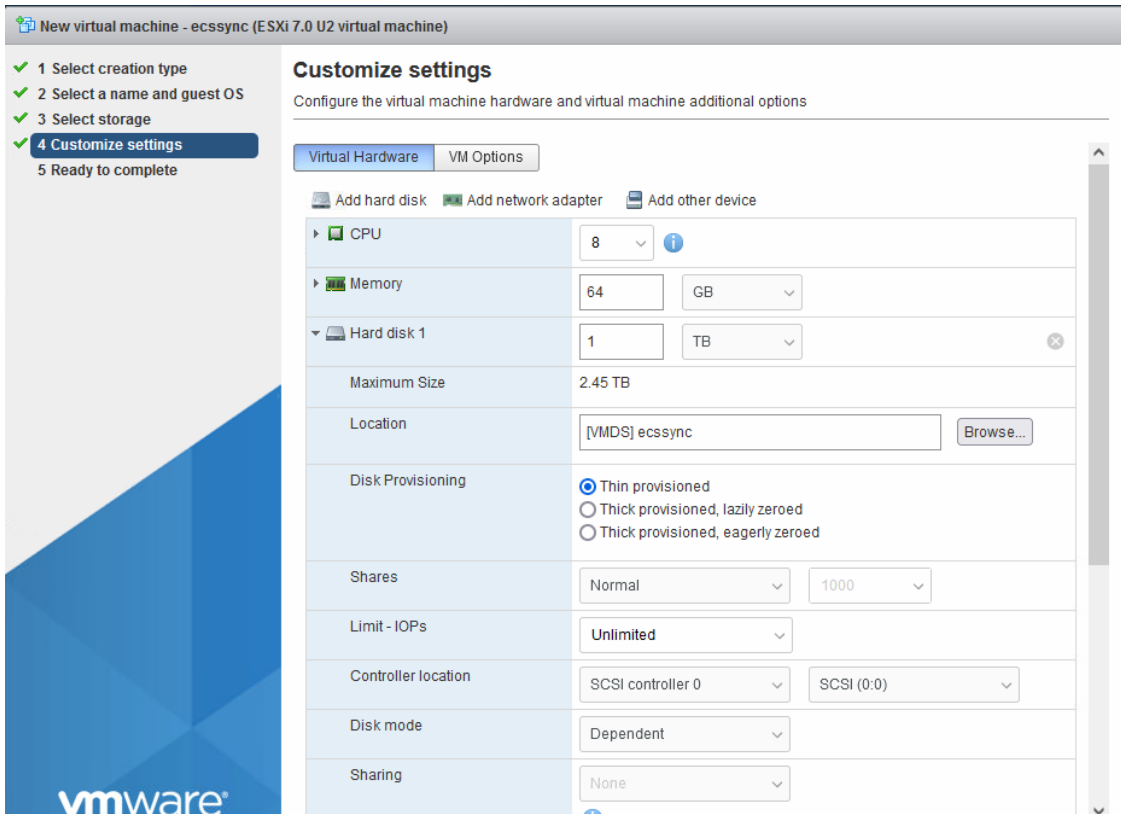 New virtual machine - ecssync (ESXi 7.0 U2 virtual machine)
1 Select creation type
2 Select a name and guest OS
3 Select storage
4 Customize settings
5 Ready to complete
Customize settings
Configure the virtual machine hardware and virtual machine additional options
Virtual Hardware VM Options
Add hard disk Add network adapter Add other device
CPU 8
Memory 64 GB
Hard disk 1 1 TB
Maximum Size 2.45 TB
Location [VMDS] ecssync Browse...
Disk Provisioning Thin provisioned
Thick provisioned, lazily zeroed
Thick provisioned, eagerly zeroed
Shares Normal 1000
Limit - IOPs Unlimited
Controller location SCSI controller 0 SCSI (0:0)
Disk mode Dependent
Sharing None
vmware®